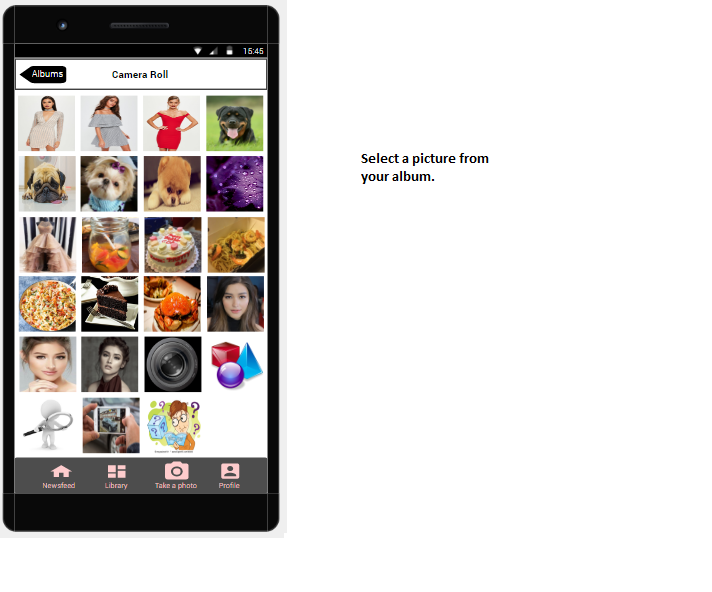 15:45
Albums
Camera Roll
Select a picture from
your album.
Newsfeed
Library
Take a photo
Profile